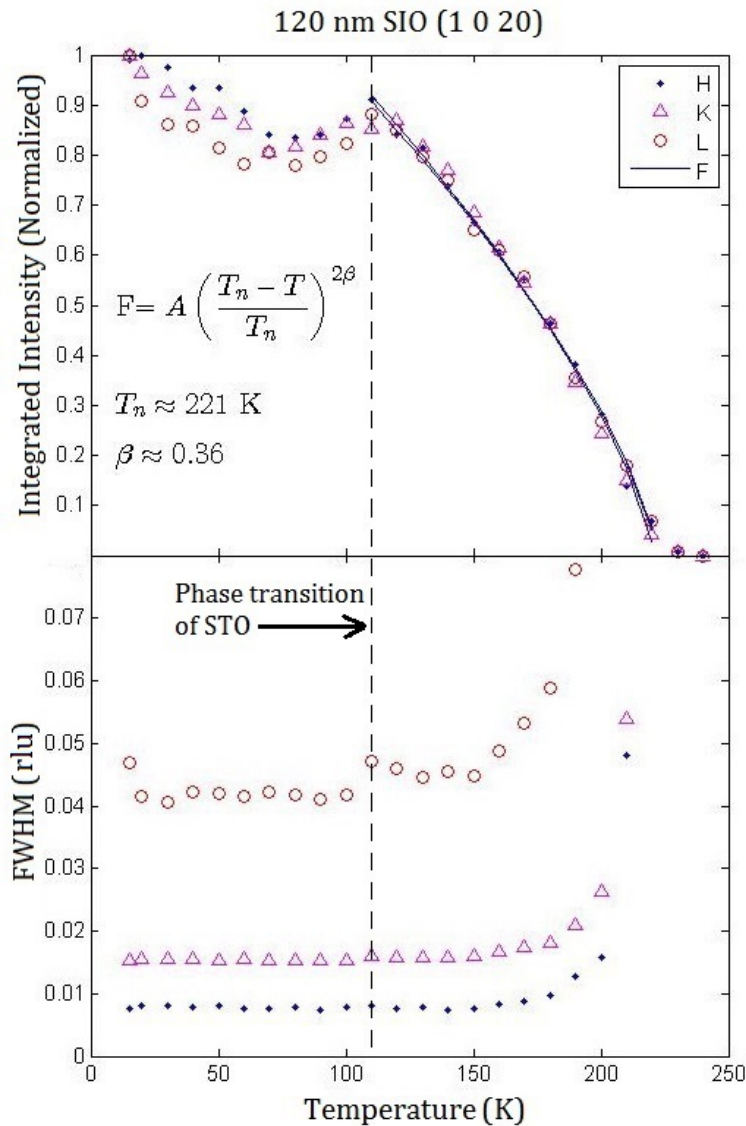 120 nm SIO (1 0 20)
Integrated Intensity (Normalized)
1
0.9
0.8
0.7
0.6
0.5
0.4
0.3
0.2
0.1
H
K
L
F
F= A ( (Tₙ − T) / Tₙ )^2β
Tₙ ≈ 221 K
β ≈ 0.36
FWHM (rlu)
0.07
0.06
0.05
0.04
0.03
0.02
0.01
0
Phase transition
of STO
0 50 100 150 200 250
Temperature (K)